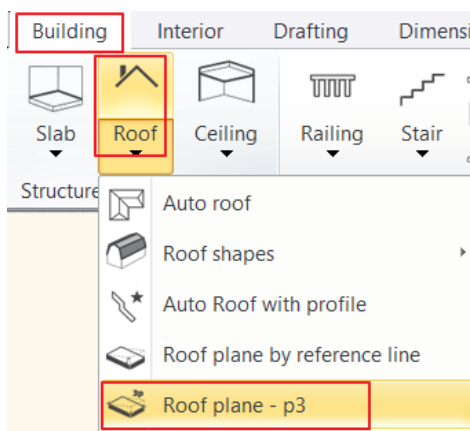 Building Interior Drafting Dimensi
Slab Roof Ceiling Railing Stair
Structure
Auto roof
Roof shapes
Auto Roof with profile
Roof plane by reference line
3p
Roof plane - p3